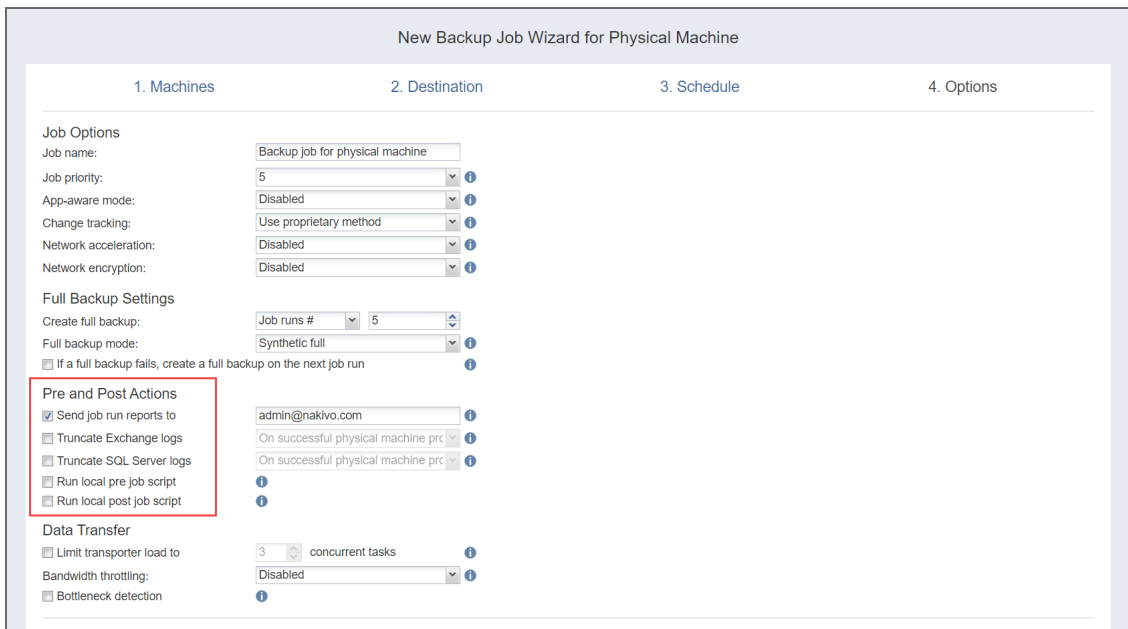 New Backup Job Wizard for Physical Machine
1. Machines 2. Destination 3. Schedule 4. Options
Job Options
Job name: Backup job for physical machine
Job priority: 5
App-aware mode: Disabled
Change tracking: Use proprietary method
Network acceleration: Disabled
Network encryption: Disabled
Full Backup Settings
Create full backup: Job runs # 5
Full backup mode: Synthetic full
If a full backup fails, create a full backup on the next job run
Pre and Post Actions
Send job run reports to admin@nakivo.com
Truncate Exchange logs On successful physical machine prc
Truncate SQL Server logs On successful physical machine prc
Run local pre job script
Run local post job script
Data Transfer
Limit transporter load to 3 concurrent tasks
Bandwidth throttling: Disabled
Bottleneck detection